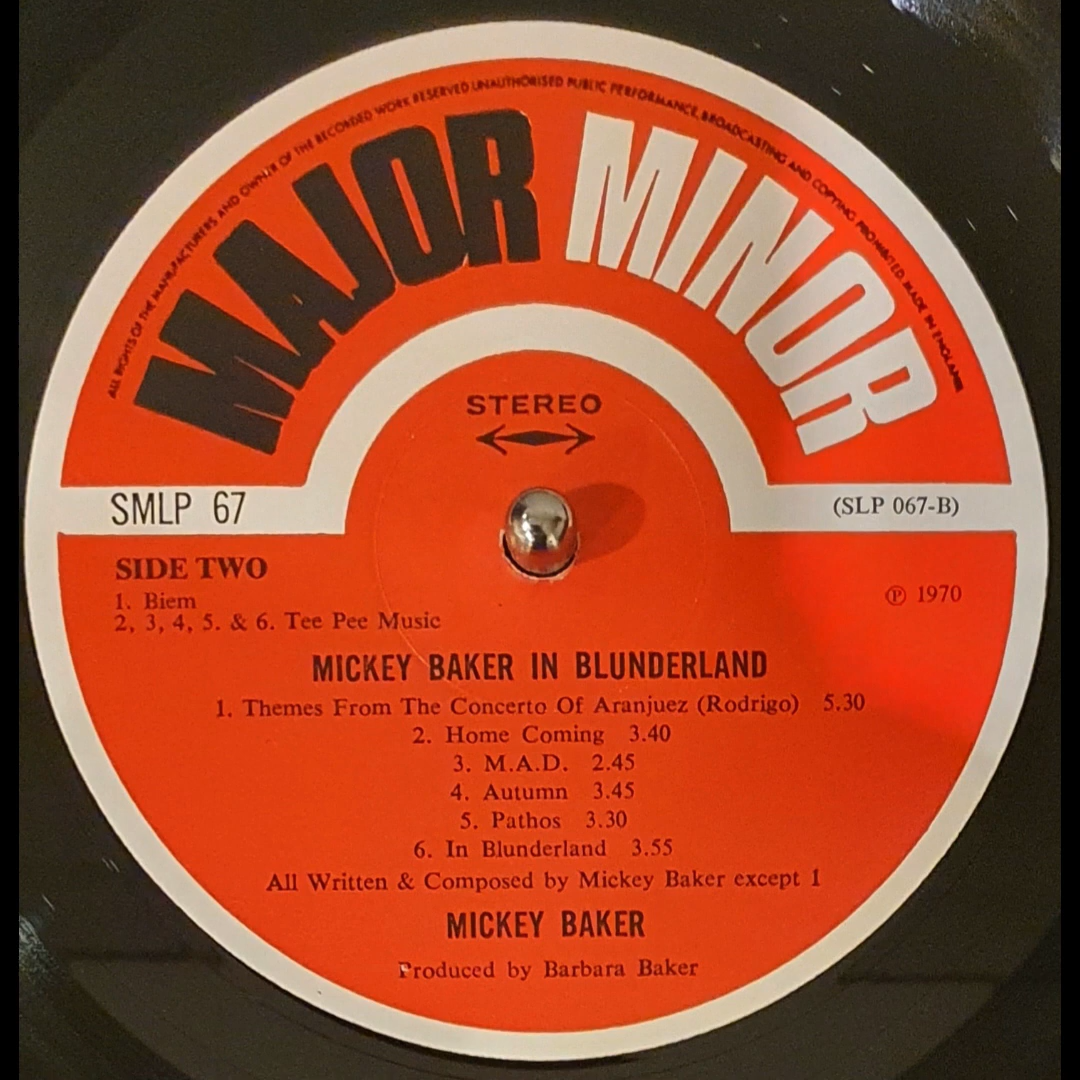 ALL RIGHTS OF THE MANUFACTURERS AND OWNER OF THE RECORDED WORK RESERVED. UNAUTHORISED PUBLIC PERFORMANCE, BROADCASTING AND COPYING PROHIBITED. MADE IN ENGLAND
MAJOR MINOR
STEREO
SMLP 67
(SLP 067-B)
SIDE TWO
1. Biem
2, 3, 4, 5. & 6. Tee Pee Music
℗ 1970
MICKEY BAKER IN BLUNDERLAND
1. Themes From The Concerto Of Aranjuez (Rodrigo) 5.30
2. Home Coming 3.40
3. M.A.D. 2.45
4. Autumn 3.45
5. Pathos 3.30
6. In Blunderland 3.55
All Written & Composed by Mickey Baker except 1
MICKEY BAKER
Produced by Barbara Baker